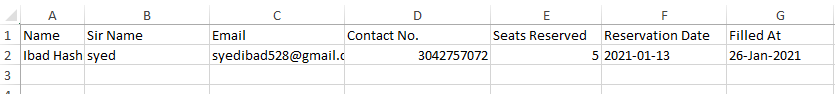 A B C D E F G
1 Name Sir Name Email Contact No. Seats Reserved Reservation Date Filled At
2 Ibad Hash syed syedibad528@gmail.c 3042757072 5 2021-01-13 26-Jan-2021
3
4